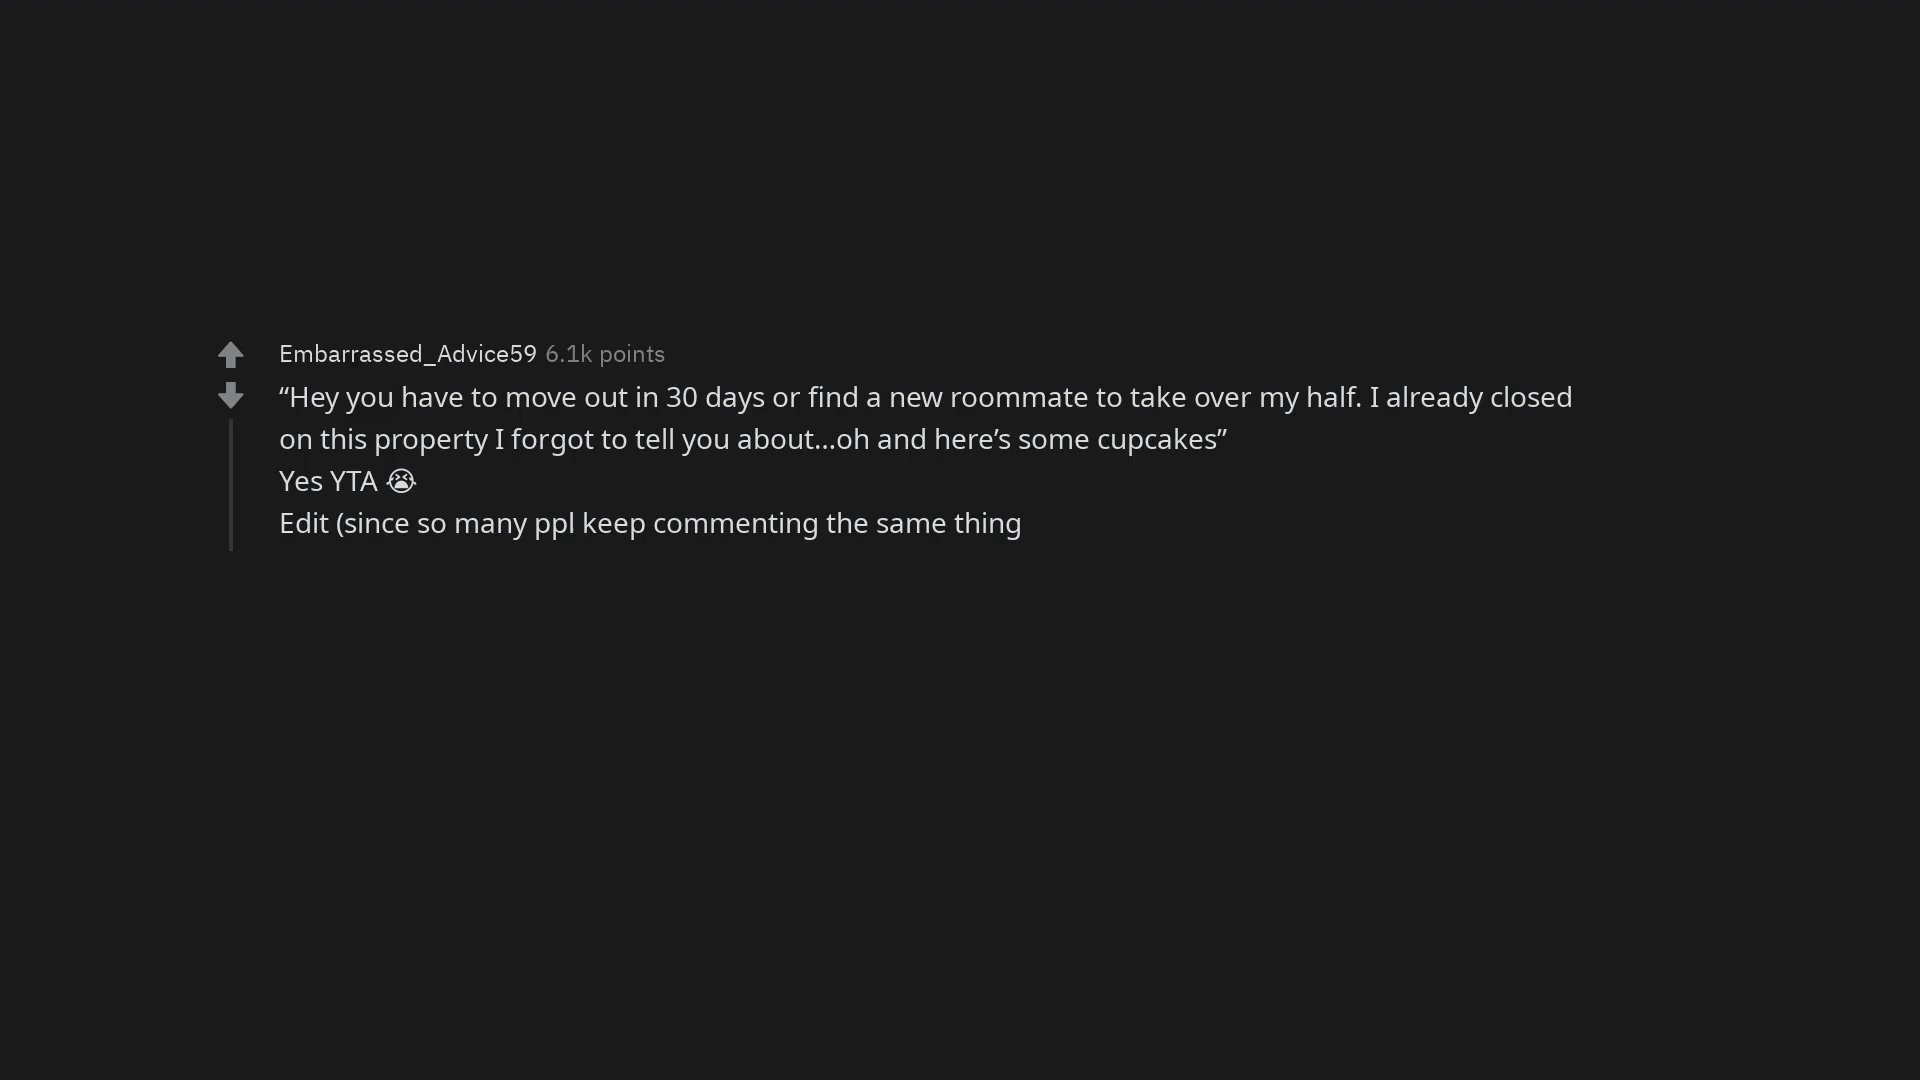 Embarrassed_Advice59 6.1k points
“Hey you have to move out in 30 days or find a new roommate to take over my half. I already closed
on this property I forgot to tell you about...oh and here’s some cupcakes”
Yes YTA 😭
Edit (since so many ppl keep commenting the same thing